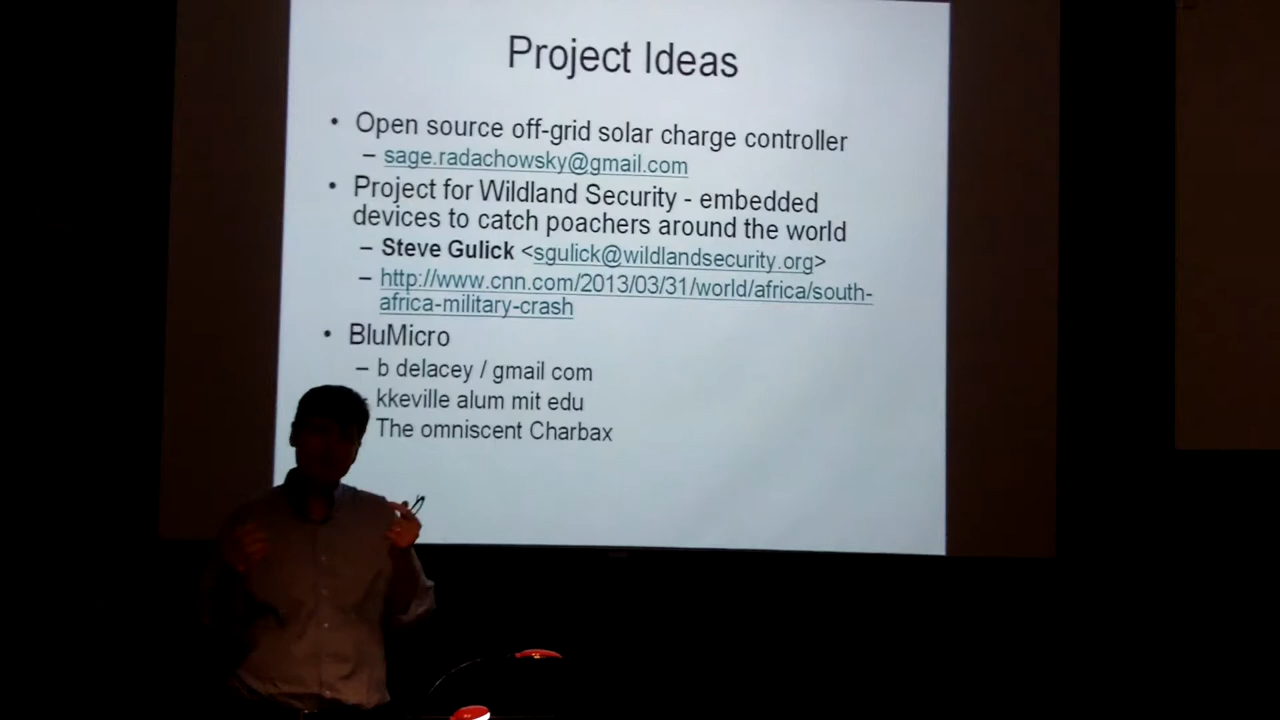 Project Ideas
• Open source off-grid solar charge controller
– sage.radachowsky@gmail.com
• Project for Wildland Security - embedded
devices to catch poachers around the world
– Steve Gulick <sgulick@wildlandsecurity.org>
– http://www.cnn.com/2013/03/31/world/africa/south-
africa-military-crash
• BluMicro
– b delacey / gmail com
kkeville alum mit edu
The omniscent Charbax